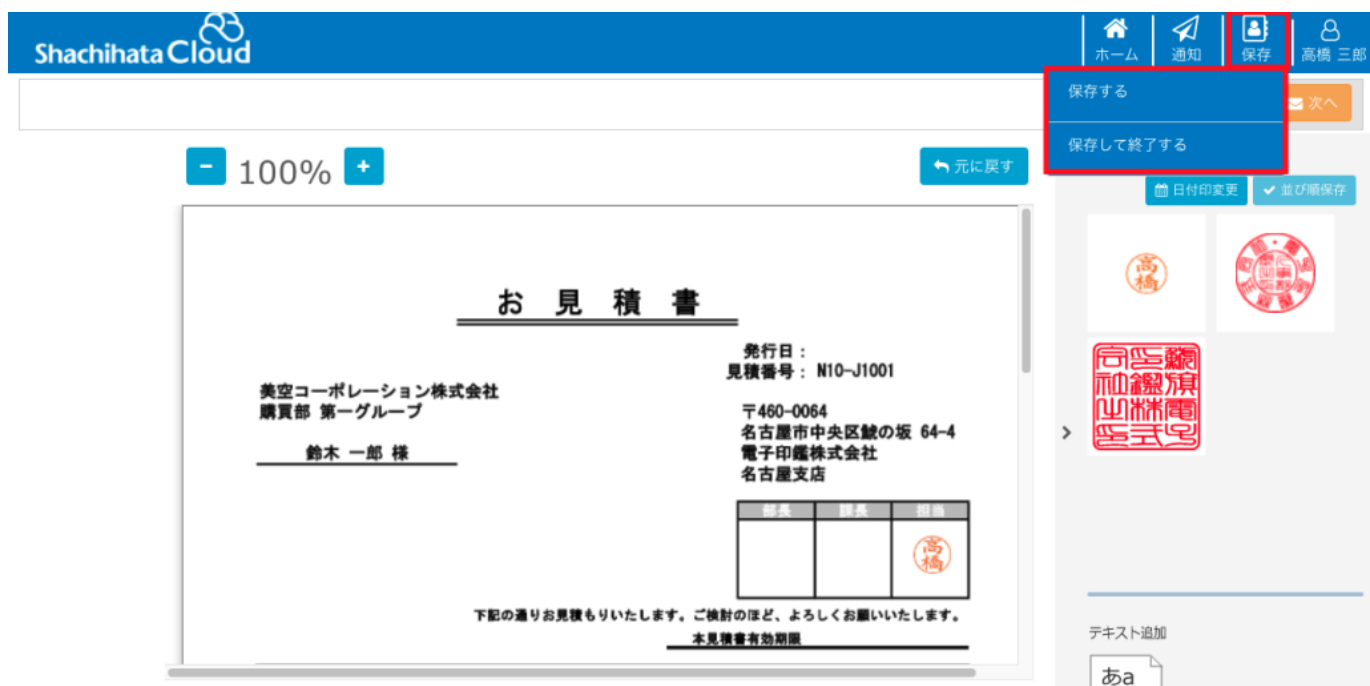 Shachihata Cloud
ホーム
通知
保存
高橋 三郎
保存する
保存して終了する
次へ
- 100% +
元に戻す
日付印変更
並び順保存
お 見 積 書
発行日：
見積番号： N10-J1001
美空コーポレーション株式会社
購買部 第一グループ
鈴木 一郎 様
〒460-0064
名古屋市中央区鯱の坂 64-4
電子印鑑株式会社
名古屋支店
部長 課長 担当
高橋
下記の通りお見積もりいたします。ご検討のほど、よろしくお願いいたします。
本見積書有効期限
高橋
テキスト追加
あa